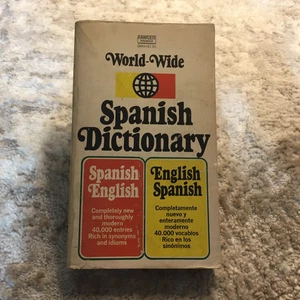 FAWCETT
World-Wide
Spanish
Dictionary
Spanish
English
Completely new
and thoroughly
modern
40,000 entries
Rich in synonyms
and idioms
English
Spanish
Completamente
nuevo y
enteramente
moderno
40,000 vocablos
Rico en los
sinónimos